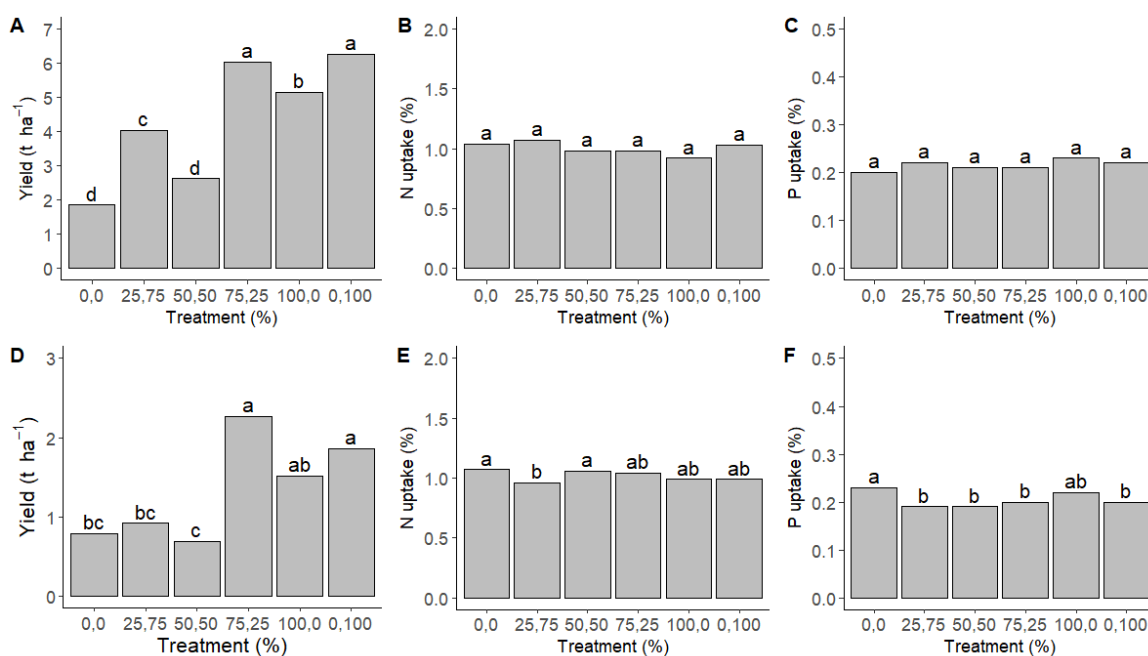 A
Yield (t ha⁻¹)
7
6
5
4
3
2
1
0
d
c
d
a
b
a
0,0 25,75 50,50 75,25 100,0 0,100
Treatment (%)
B
N uptake (%)
2.0
1.5
1.0
0.5
0.0
a
a
a
a
a
a
0,0 25,75 50,50 75,25 100,0 0,100
Treatment (%)
C
P uptake (%)
0.5
0.4
0.3
0.2
0.1
0.0
a
a
a
a
a
a
0,0 25,75 50,50 75,25 100,0 0,100
Treatment (%)
D
Yield (t ha⁻¹)
3
2
1
0
bc
bc
c
a
ab
a
0,0 25,75 50,50 75,25 100,0 0,100
Treatment (%)
E
N uptake (%)
2.0
1.5
1.0
0.5
0.0
a
b
a
ab
ab
ab
0,0 25,75 50,50 75,25 100,0 0,100
Treatment (%)
F
P uptake (%)
0.5
0.4
0.3
0.2
0.1
0.0
a
b
b
b
ab
b
0,0 25,75 50,50 75,25 100,0 0,100
Treatment (%)